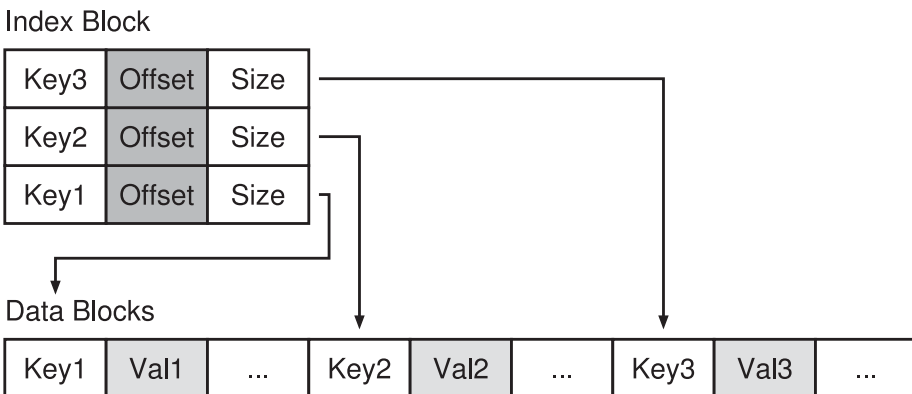 Index Block
Key3 Offset Size
Key2 Offset Size
Key1 Offset Size
Data Blocks
Key1 Val1 ... Key2 Val2 ... Key3 Val3 ...